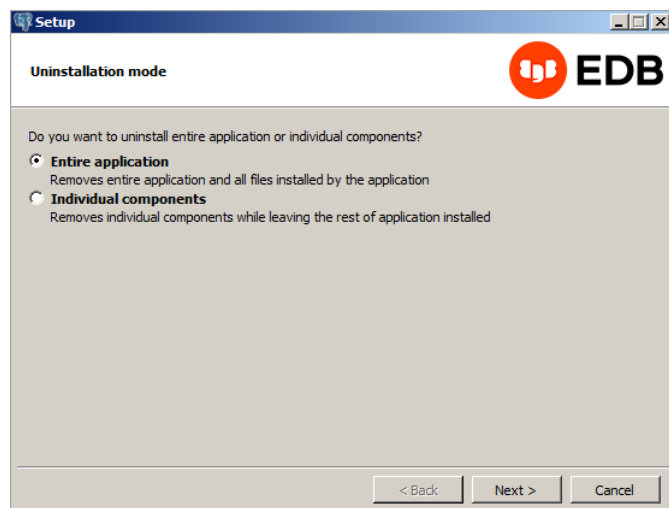 Setup
Uninstallation mode
EDB
Do you want to uninstall entire application or individual components?
Entire application
Removes entire application and all files installed by the application
Individual components
Removes individual components while leaving the rest of application installed
< Back Next > Cancel